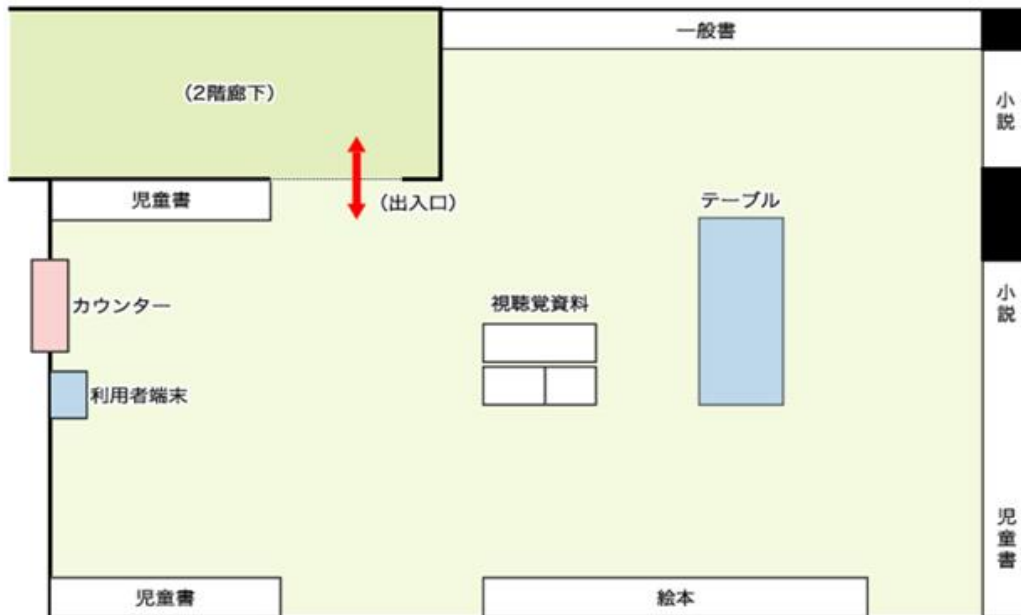 一般書
(2階廊下)
小説
児童書
(出入口)
テーブル
カウンター
視聴覚資料
小説
利用者端末
児童書
児童書
絵本